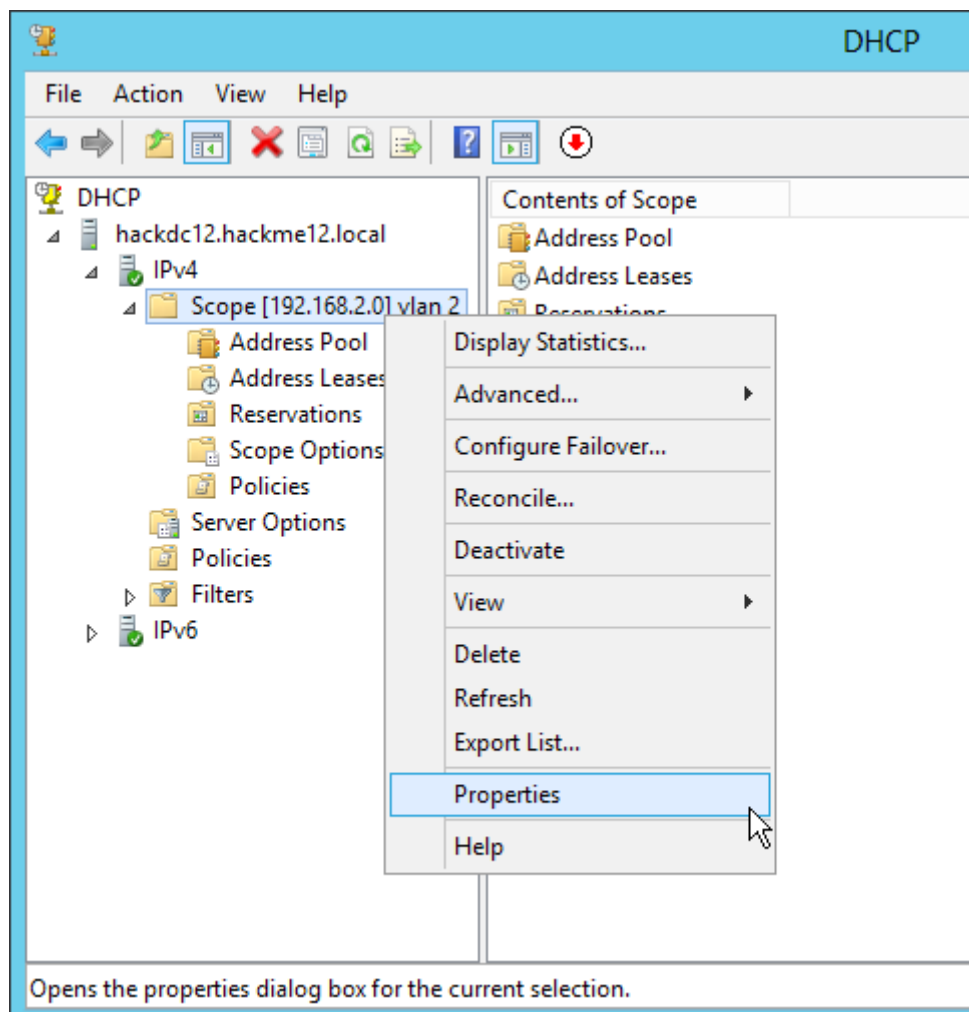 DHCP
File Action View Help
DHCP
hackdc12.hackme12.local
IPv4
Scope [192.168.2.0] vlan 2
Address Pool
Address Leases
Reservations
Scope Options
Policies
Server Options
Policies
Filters
IPv6
Contents of Scope
Address Pool
Address Leases
Reservations
Display Statistics...
Advanced...
Configure Failover...
Reconcile...
Deactivate
View
Delete
Refresh
Export List...
Properties
Help
Opens the properties dialog box for the current selection.